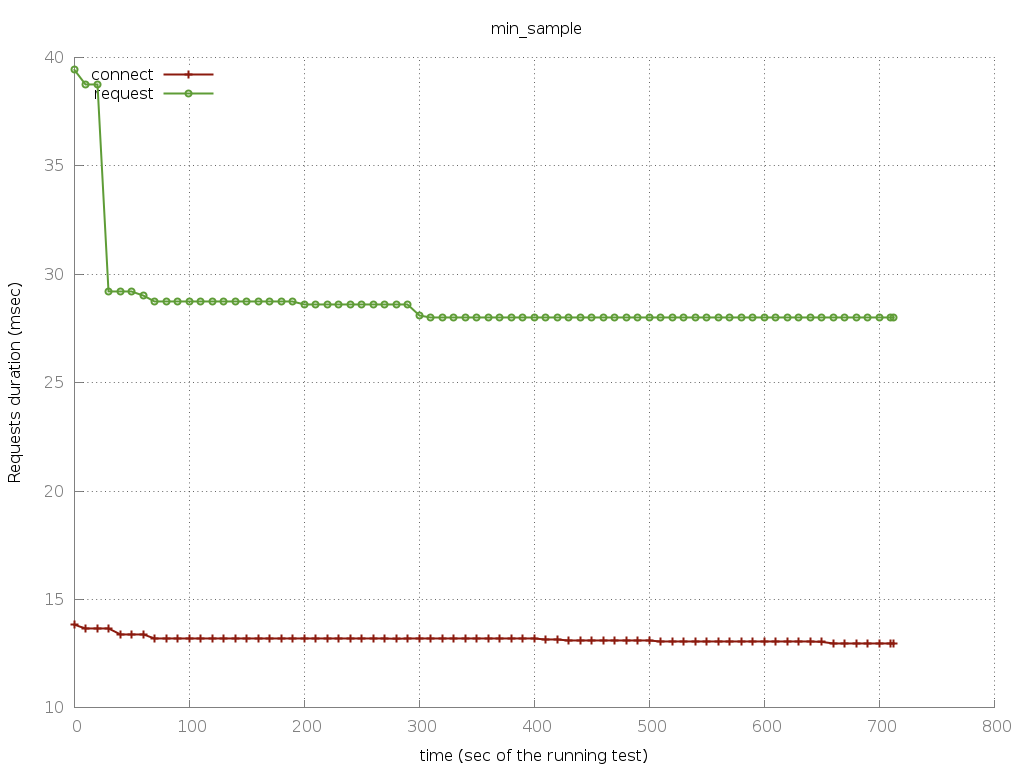 min_sample
connect
request
40
35
30
25
20
15
10
Requests duration (msec)
0 100 200 300 400 500 600 700 800
time (sec of the running test)